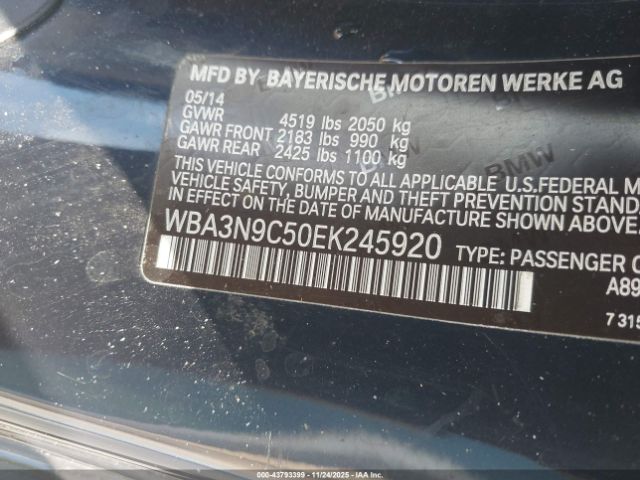 MFD BY BAYERISCHE MOTOREN WERKE AG
05/14
GVWR 4519 lbs 2050 kg
GAWR FRONT 2183 lbs 990 kg
GAWR REAR 2425 lbs 1100 kg
THIS VEHICLE CONFORMS TO ALL APPLICABLE U.S.FEDERAL
VEHICLE SAFETY, BUMPER AND THEFT PREVENTION
IN EFFECT ON THE DATE OF MANUFACTURE SHOWN ABOVE.
WBA3N9C50EK245920 TYPE: PASSENGER
A89
7 315
BMW
000-43793399 - 11/24/2025 - IAAI Inc.